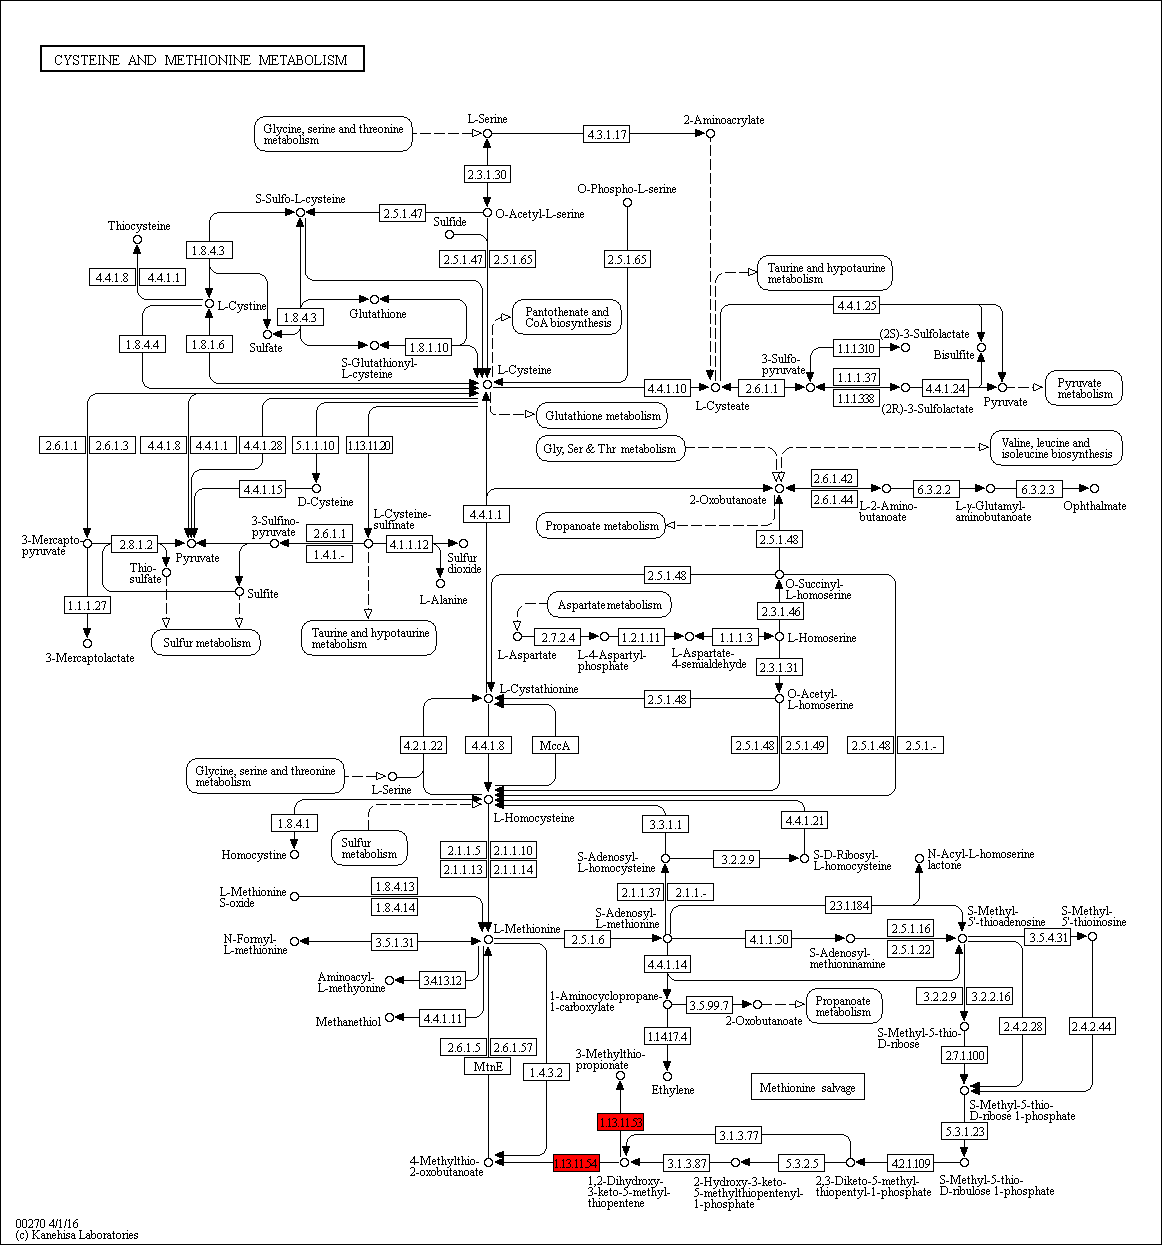 CYSTEINE AND METHIONINE METABOLISM
L-Serine
2-Aminoacrylate
Glycine, serine and threonine
metabolism
4.3.1.17
2.3.1.30
O-Phospho-L-serine
S-Sulfo-L-cysteine
2.5.1.47
O-Acetyl-L-serine
Sulfide
Thiocysteine
1.8.4.3
2.5.1.47
2.5.1.65
2.5.1.65
4.4.1.8
4.4.1.1
Taurine and hypotaurine
metabolism
L-Cystine
Glutathione
1.8.4.3
4.4.1.25
Pantothenate and
CoA biosynthesis
4.4.1.4
1.8.1.6
Sulfate
1.8.1.10
S-Glutathionyl-
L-cysteine
(2S)-3-Sulfolactate
1.1.1310
Bisulfite
3-Sulfo-
pyruvate
L-Cysteine
4.4.1.10
2.6.1.1
1.1.1.37
1.1.1338
4.4.1.24
L-Cysteate
(2R)-3-Sulfolactate
Pyruvate
Pyruvate
metabolism
Glutathione metabolism
2.6.1.1
2.6.1.3
4.4.1.8
4.4.1.1
4.4.1.28
5.1.1.10
1.13.11.20
Gly, Ser & Thr metabolism
Valine, leucine and
isoleucine biosynthesis
4.4.1.15
D-Cysteine
2-Oxobutanoate
2.6.1.42
2.6.1.44
6.3.2.2
6.3.2.3
L-2-Amino-
butanoate
L-γ-Glutamyl-
aminobutanoate
Ophthalmate
4.4.1.1
Propanoate metabolism
3-Sulfino-
pyruvate
L-Cysteine-
sulfinate
2.6.1.1
1.4.1.-
3-Mercapto
pyruvate
2.8.1.2
Pyruvate
4.1.1.12
Sulfur
dioxide
2.5.1.48
Thio-
sulfate
Sulfite
L-Alanine
2.5.1.48
O-Succinyl-
L-homoserine
1.1.1.27
Aspartate metabolism
2.3.1.46
Sulfur metabolism
Taurine and hypotaurine
metabolism
3-Mercaptolactate
L-Aspartate
2.7.2.4
L-4-Aspartyl-
phosphate
1.2.1.11
L-Aspartate-
4-semialdehyde
1.1.1.3
L-Homoserine
2.3.1.31
L-Cystathionine
2.5.1.48
O-Acetyl-
L-homoserine
4.2.1.22
4.4.1.8
MccA
2.5.1.48
2.5.1.49
2.5.1.48
2.5.1.-
Glycine, serine and threonine
metabolism
L-Serine
L-Homocysteine
1.8.4.1
Sulfur
metabolism
3.3.1.1
4.4.1.21
Homocystine
2.1.1.5
2.1.1.10
2.1.1.13
2.1.1.14
S-Adenosyl-
L-homocysteine
3.2.2.9
S-D-Ribosyl-
L-homocysteine
N-Acyl-L-homoserine
lactone
L-Methionine
S-oxide
1.8.4.13
1.8.4.14
2.1.1.37
2.1.1.-
2.3.1.184
S-Adenosyl-
L-methionine
S-Methyl-
5'-thioadenosine
S-Methyl-
5'-thioinosine
N-Formyl-
L-methionine
3.5.1.31
L-Methionine
2.5.1.6
4.1.1.50
S-Adenosyl-
methioninamine
2.5.1.16
2.5.1.22
3.5.4.31
Aminoacyl-
L-methyonine
3.4.13.12
4.4.1.14
Methanethiol
4.4.1.11
1-Aminocyclopropane-
1-carboxylate
3.5.99.7
2-Oxobutanoate
Propanoate
metabolism
3.2.2.9
3.2.2.16
S-Methyl-5-thio-
D-ribose
2.4.2.28
2.4.2.44
2.6.1.5
2.6.1.57
MtnE
1.14.17.4
3-Methylthio-
propionate
Ethylene
1.4.3.2
2.7.1.100
Methionine salvage
S-Methyl-5-thio-
D-ribose 1-phosphate
1.13.11.53
3.1.3.77
5.3.1.23
4-Methylthio-
2-oxobutanoate
1.13.11.54
3.1.3.87
5.3.2.5
4.2.1.109
1,2-Dihydroxy-
3-keto-5-methyl-
thiopentene
2-Hydroxy-3-keto-
5-methylthiopentenyl-
1-phosphate
2,3-Diketo-5-methyl-
thiopentyl-1-phosphate
S-Methyl-5-thio-
D-ribulose 1-phosphate
00270 4/1/16
(c) Kanehisa Laboratories